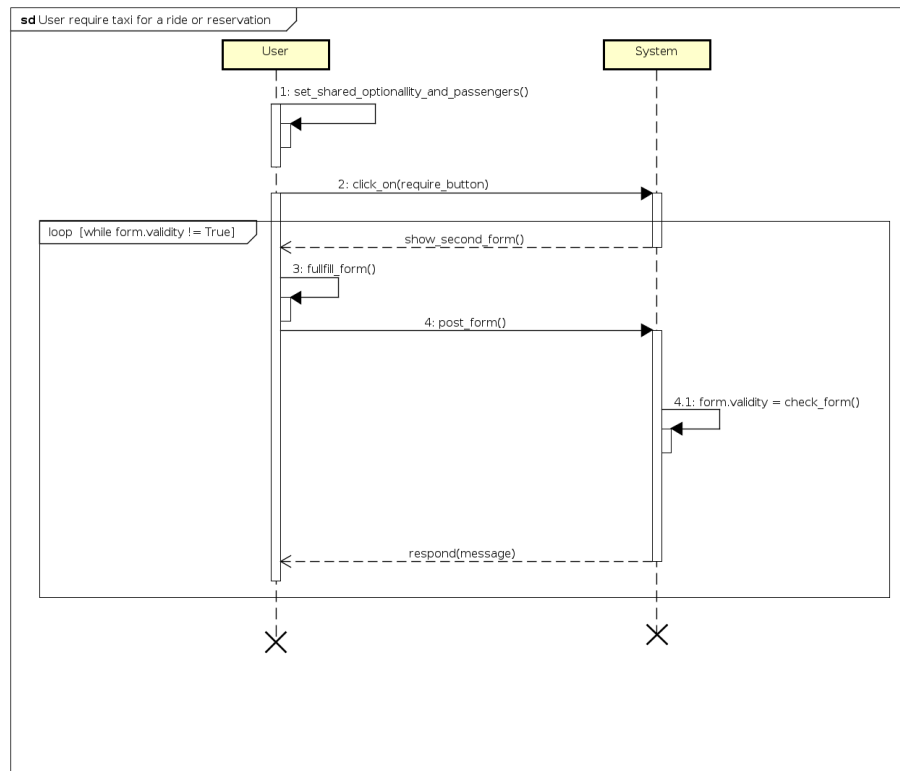 sd User require taxi for a ride or reservation
User
System
1: set_shared_optionallity_and_passengers()
2: click_on(require_button)
loop [while form.validity != True]
show_second_form()
3: fullfill_form()
4: post_form()
4.1: form.validity = check_form()
respond(message)